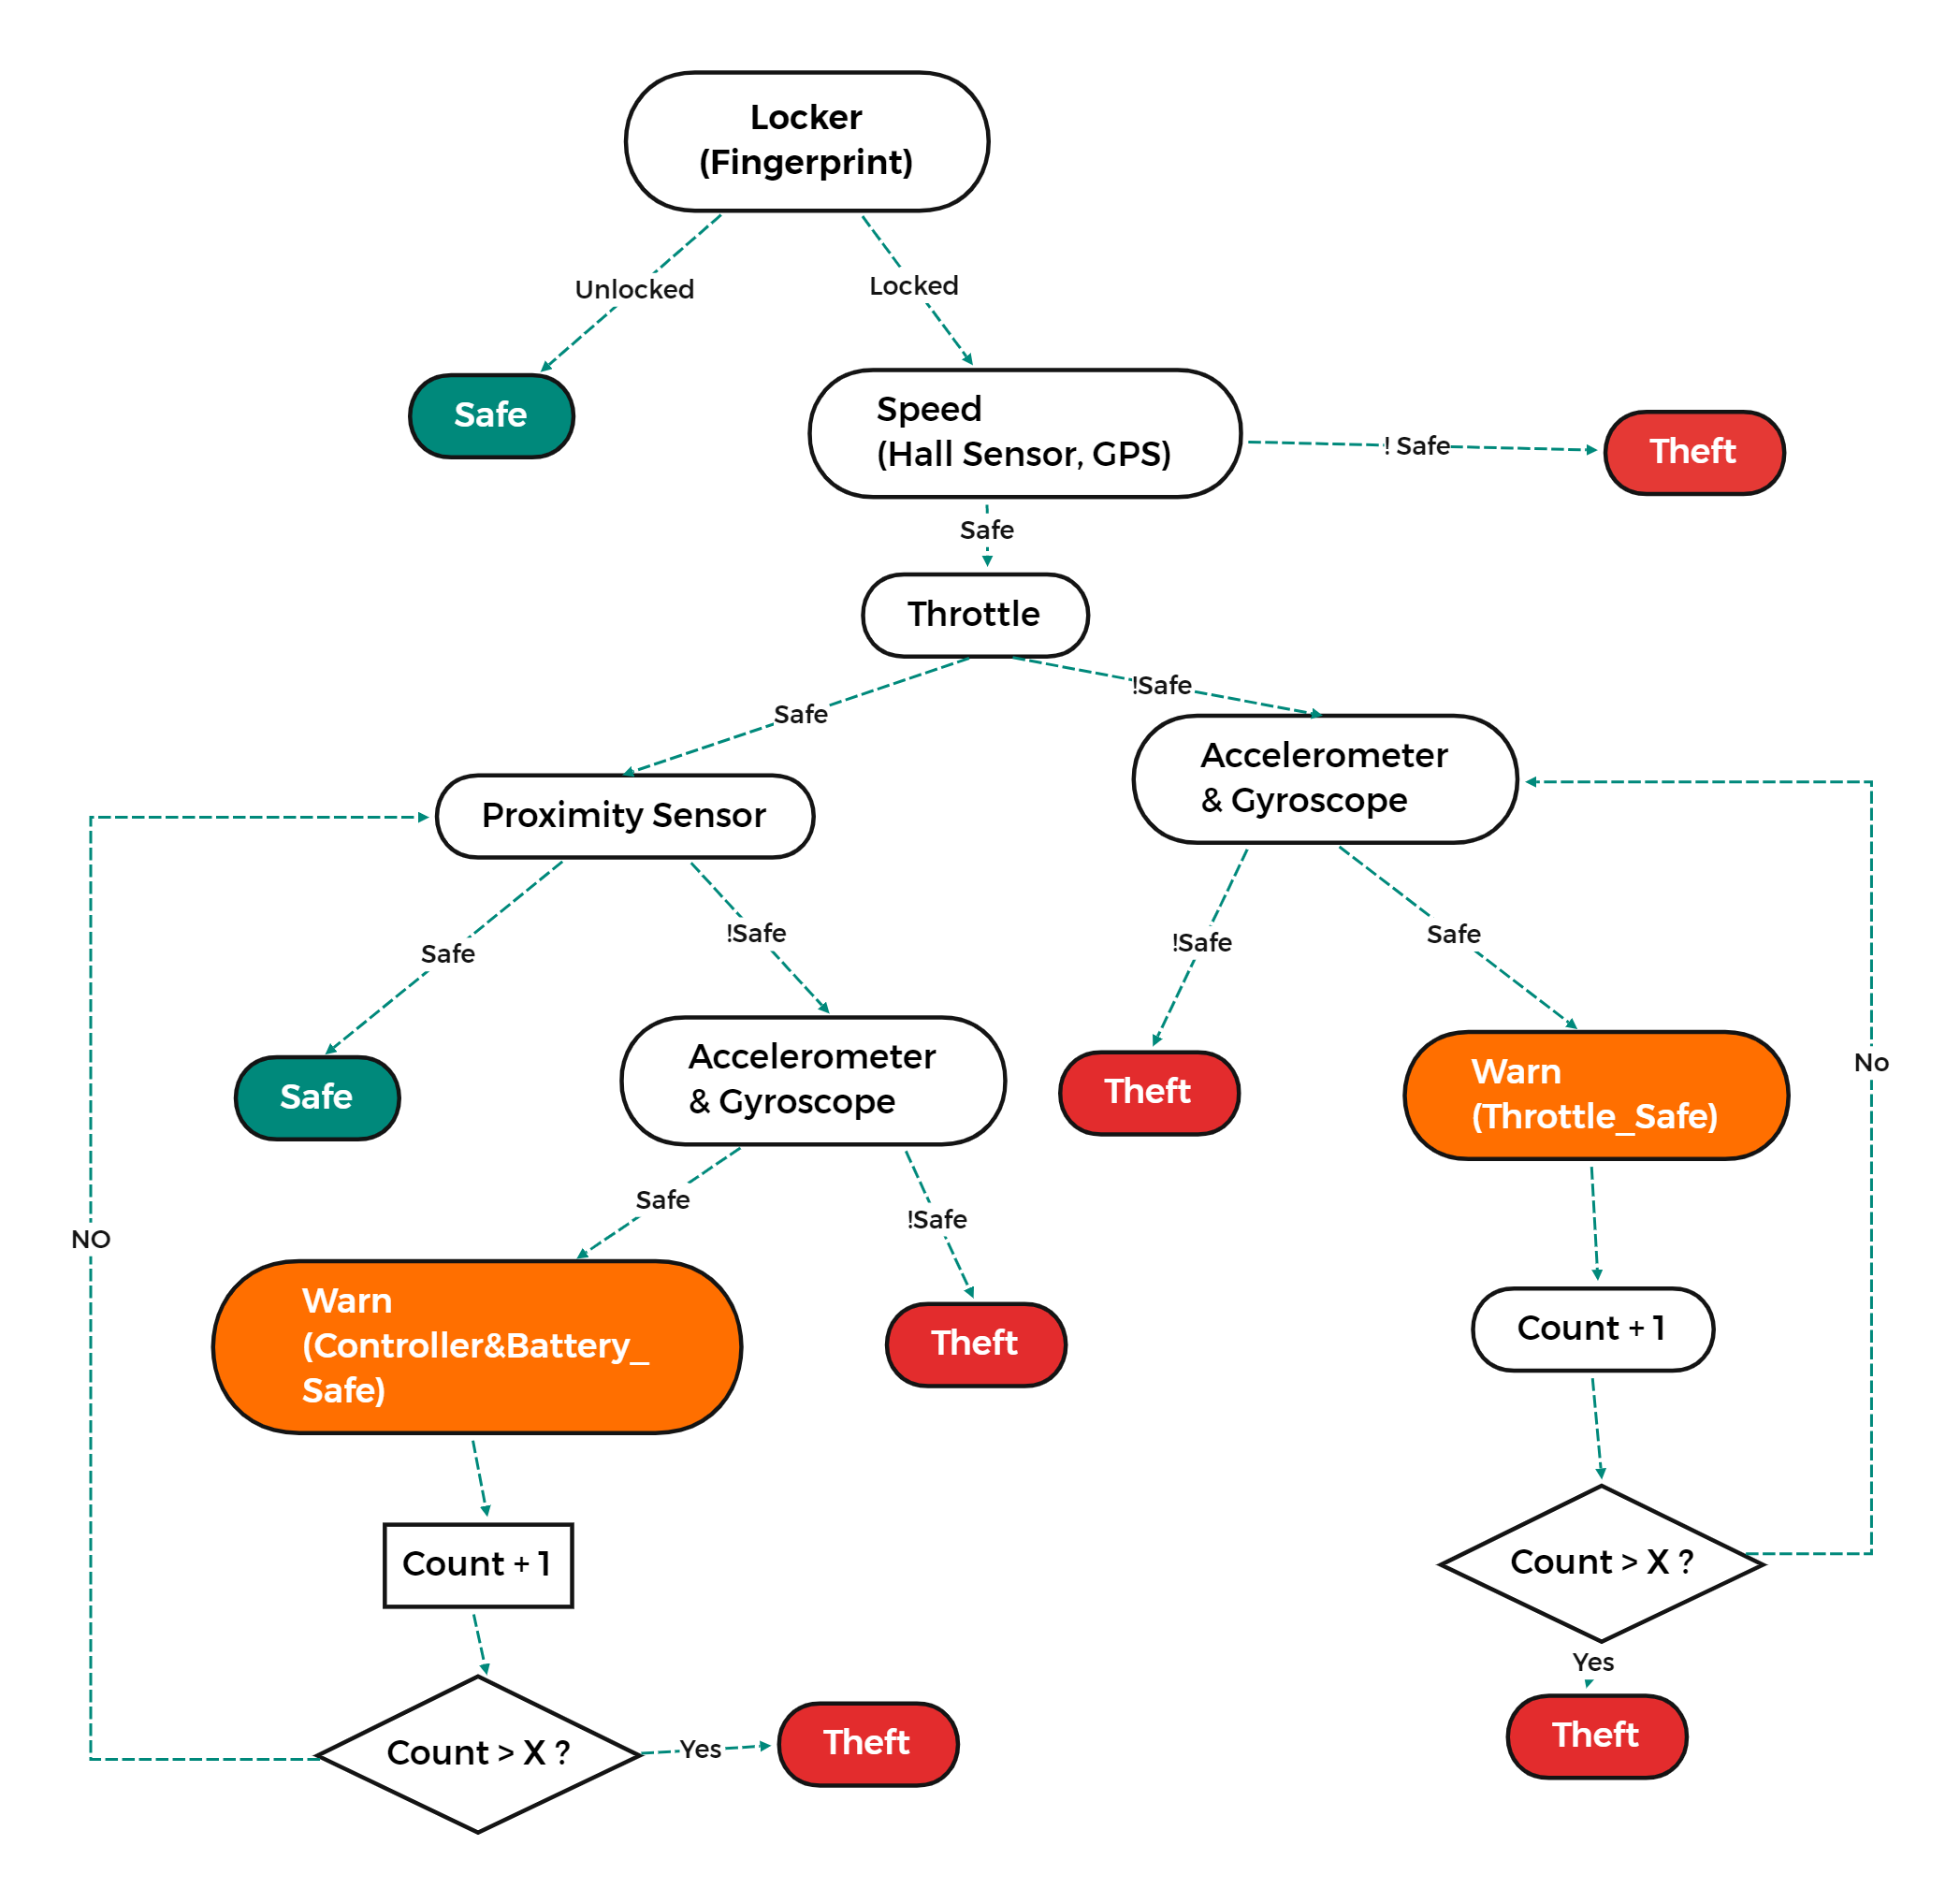 Locker
(Fingerprint)
Unlocked
Locked
Safe
Speed
(Hall Sensor, GPS)
! Safe
Theft
Safe
Throttle
Safe
!Safe
Proximity Sensor
Accelerometer
& Gyroscope
Safe
!Safe
!Safe
Safe
Safe
Accelerometer
& Gyroscope
Theft
Warn
(Throttle_Safe)
No
Safe
!Safe
NO
Warn
(Controller&Battery_
Safe)
Theft
Count + 1
Count + 1
Count > X ?
Yes
Count > X ?
Yes
Theft
Theft